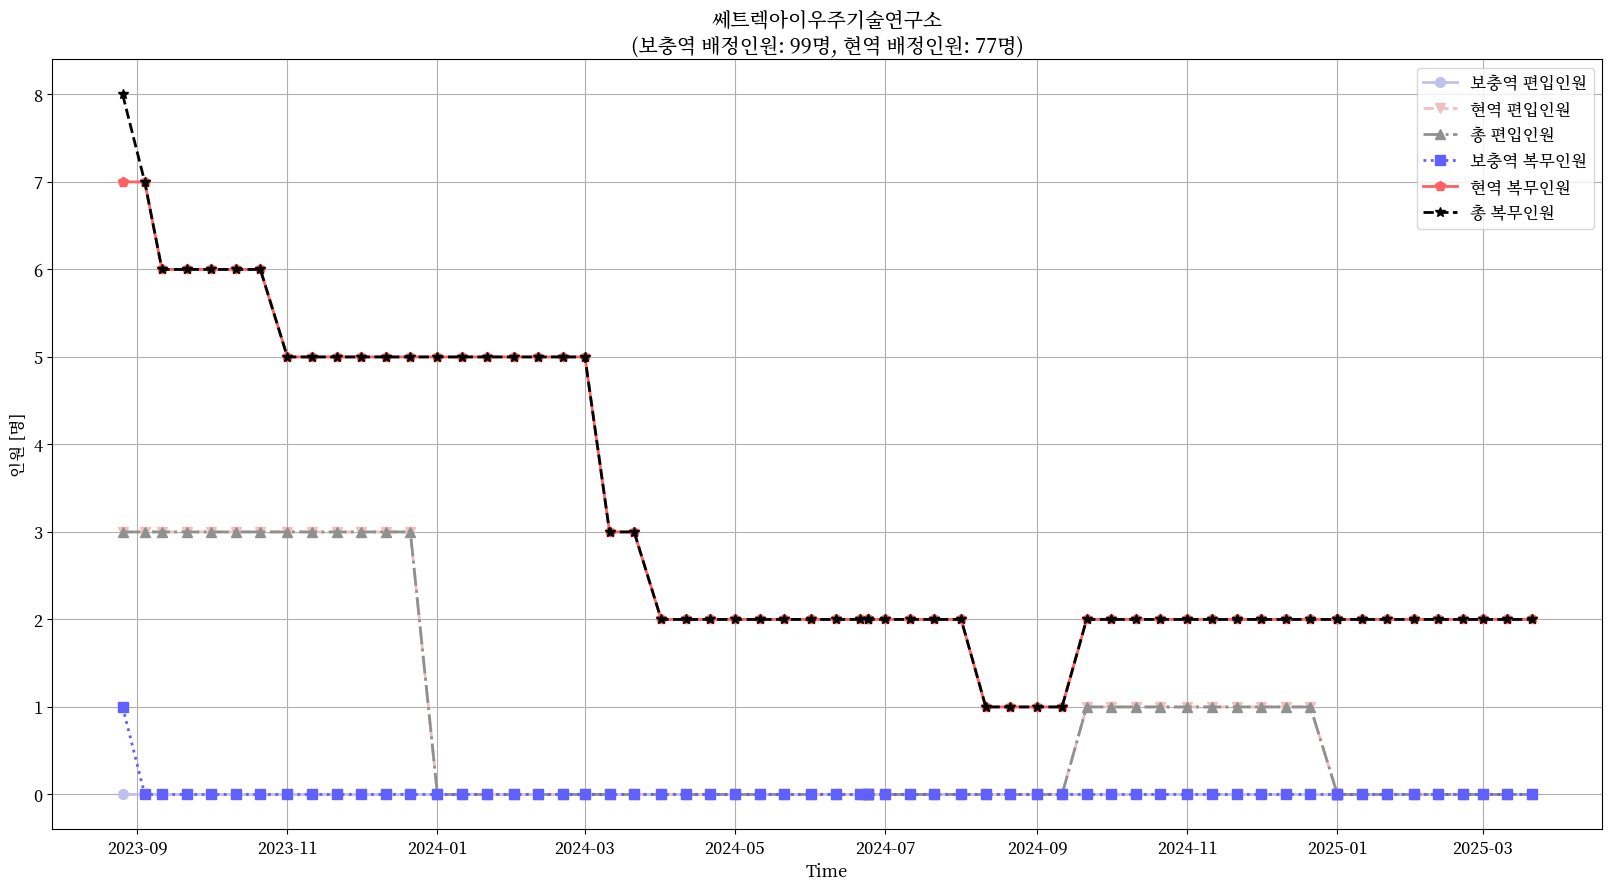 쎄트렉아이우주기술연구소
(보충역 배정인원: 99명, 현역 배정인원: 77명)
보충역 편입인원
현역 편입인원
총 편입인원
보충역 복무인원
현역 복무인원
총 복무인원
인원 [명]
8
7
6
5
4
3
2
1
0
2023-09
2023-11
2024-01
2024-03
2024-05
2024-07
2024-09
2024-11
2025-01
2025-03
Time